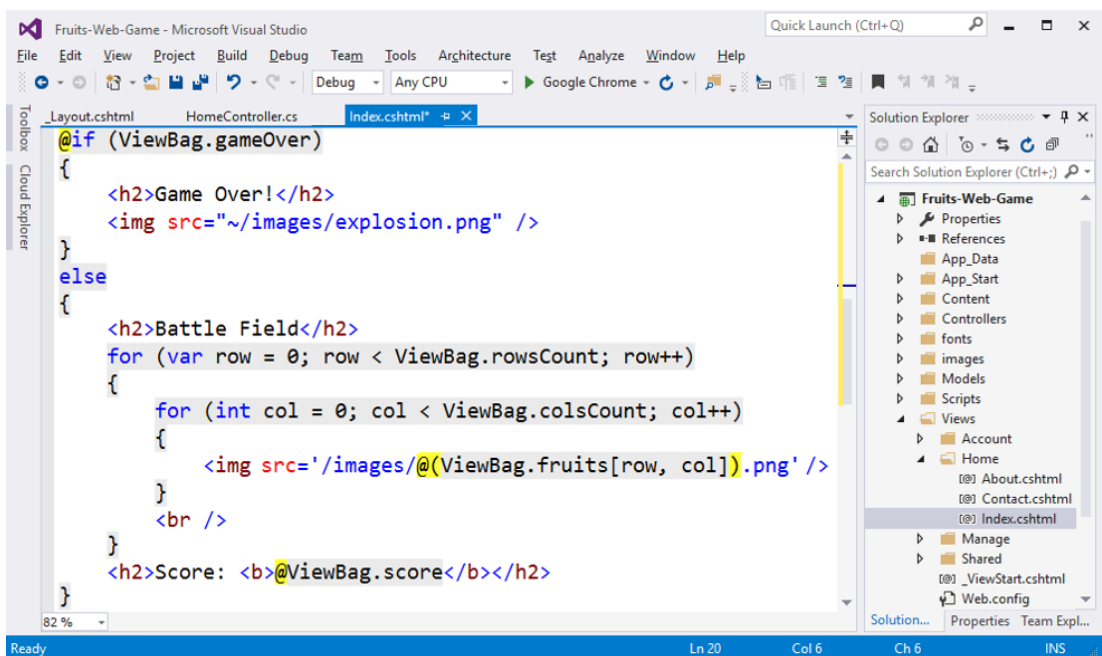 Fruits-Web-Game - Microsoft Visual Studio
Quick Launch (Ctrl+Q)
File Edit View Project Build Debug Team Tools Architecture Test Analyze Window Help
Debug Any CPU Google Chrome
Toolbox
Cloud Explorer
_Layout.cshtml HomeController.cs Index.cshtml*
@if (ViewBag.gameOver)
{
<h2>Game Over!</h2>
<img src="~/images/explosion.png" />
}
else
{
<h2>Battle Field</h2>
for (var row = 0; row < ViewBag.rowsCount; row++)
{
for (int col = 0; col < ViewBag.colsCount; col++)
{
<img src='/images/@(ViewBag.fruits[row, col]).png' />
}
<br />
}
<h2>Score: <b>@ViewBag.score</b></h2>
}
82 %
Solution Explorer
Search Solution Explorer (Ctrl+;)
Fruits-Web-Game
Properties
References
App_Data
App_Start
Content
Controllers
fonts
images
Models
Scripts
Views
Account
Home
[@] About.cshtml
[@] Contact.cshtml
[@] Index.cshtml
Manage
Shared
[@] _ViewStart.cshtml
Web.config
Solution... Properties Team Expl...
Ready Ln 20 Col 6 Ch 6 INS